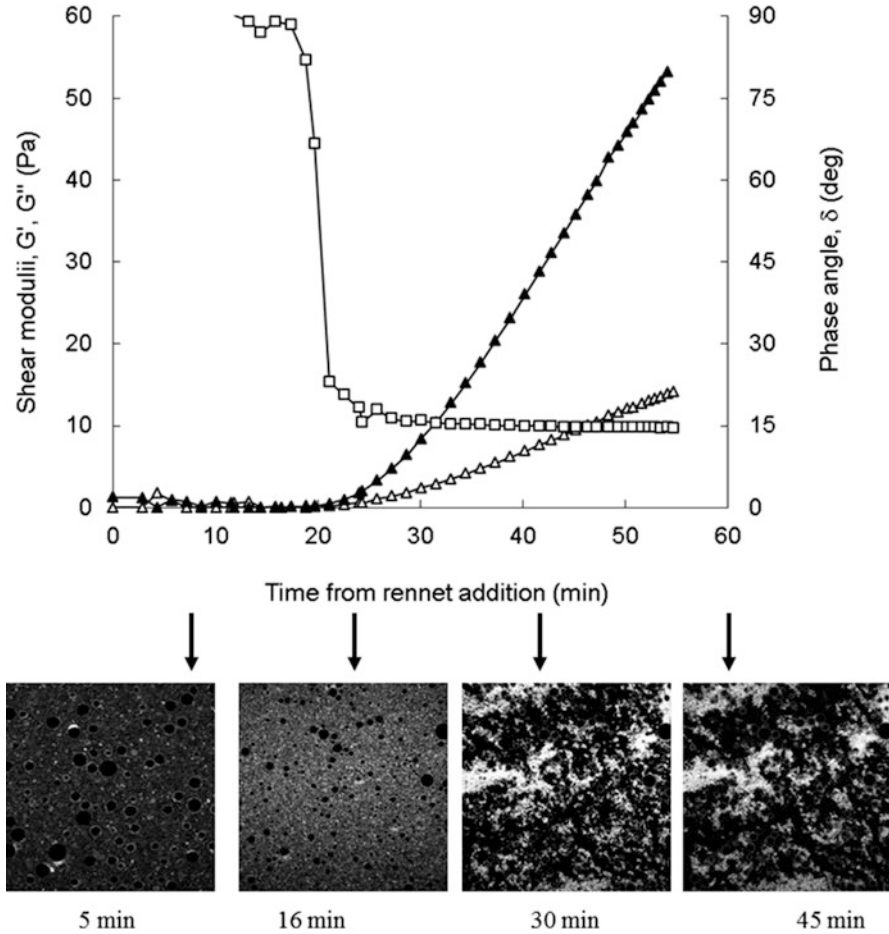 60
50
40
30
20
10
0
Shear modulii, G', G" (Pa)
90
75
60
45
30
15
0
Phase angle, δ (deg)
0 10 20 30 40 50 60
Time from rennet addition (min)
5 min 16 min 30 min 45 min